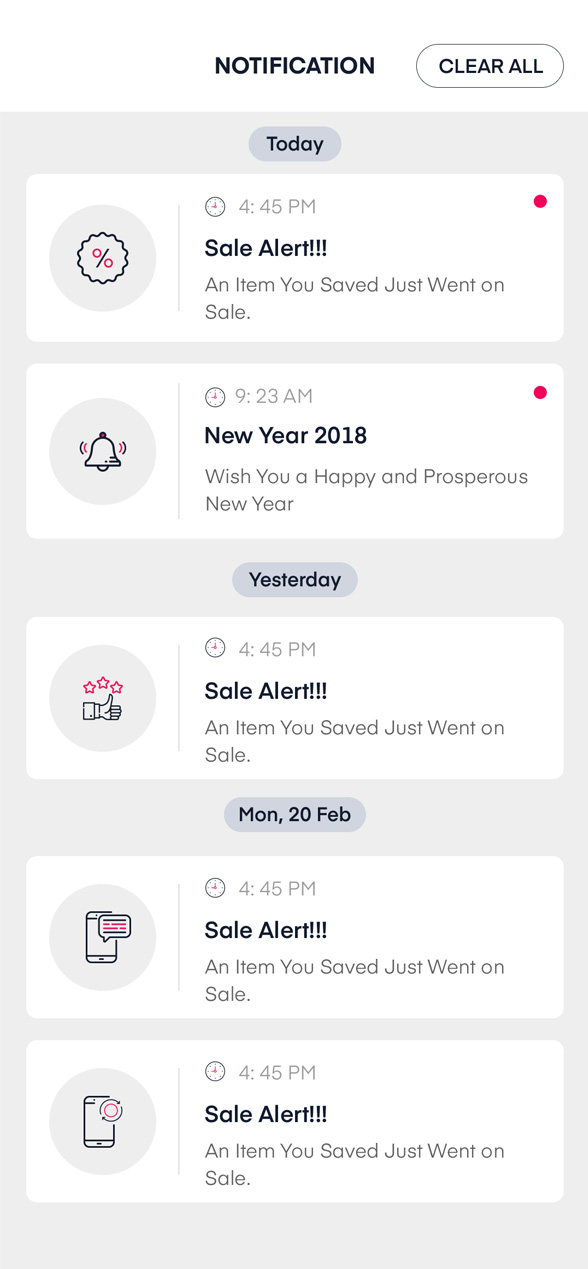 NOTIFICATION
CLEAR ALL
Today
4: 45 PM
Sale Alert!!!
An Item You Saved Just Went on
Sale.
9: 23 AM
New Year 2018
Wish You a Happy and Prosperous
New Year
Yesterday
4: 45 PM
Sale Alert!!!
An Item You Saved Just Went on
Sale.
Mon, 20 Feb
4: 45 PM
Sale Alert!!!
An Item You Saved Just Went on
Sale.
4: 45 PM
Sale Alert!!!
An Item You Saved Just Went on
Sale.